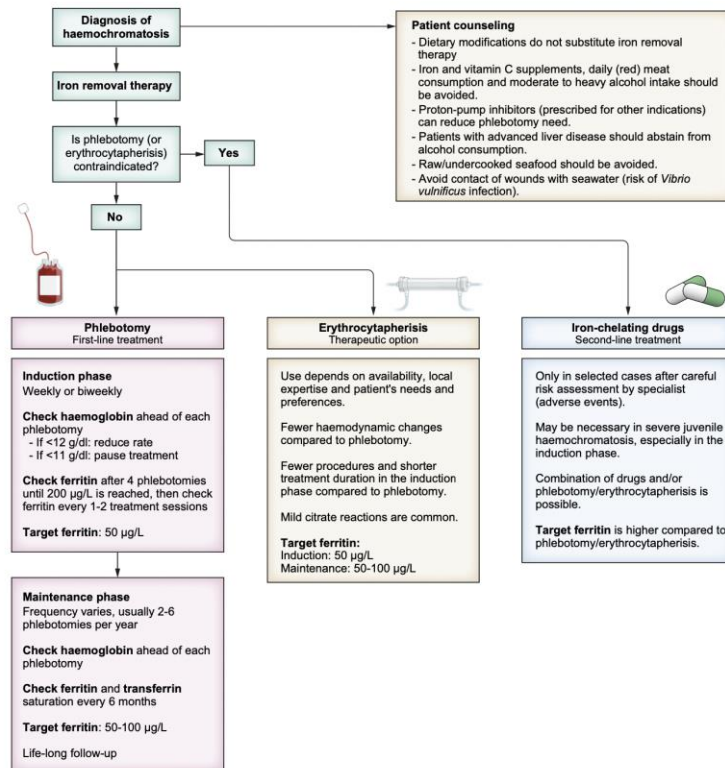 Diagnosis of
haemochromatosis
Patient counseling
- Dietary modifications do not substitute iron removal
therapy
- Iron and vitamin C supplements, daily (red) meat
consumption and moderate to heavy alcohol intake should
be avoided.
- Proton-pump inhibitors (prescribed for other indications)
can reduce phlebotomy need.
- Patients with advanced liver disease should abstain from
alcohol consumption.
- Raw/undercooked seafood should be avoided.
- Avoid contact of wounds with seawater (risk of Vibrio
vulnificus infection).
Iron removal therapy
Is phlebotomy (or
erythrocytapherisis)
contraindicated?
Yes
No
Phlebotomy
First-line treatment
Induction phase
Weekly or biweekly
Check haemoglobin ahead of each
phlebotomy
- If <12 g/dl: reduce rate
- If <11 g/dl: pause treatment
Check ferritin after 4 phlebotomies
until 200 µg/L is reached, then check
ferritin every 1-2 treatment sessions
Target ferritin: 50 µg/L
Maintenance phase
Frequency varies, usually 2-6
phlebotomies per year
Check haemoglobin ahead of each
phlebotomy
Check ferritin and transferrin
saturation every 6 months
Target ferritin: 50-100 µg/L
Life-long follow-up
Erythrocytapherisis
Therapeutic option
Use depends on availability, local
expertise and patient's needs and
preferences.
Fewer haemodynamic changes
compared to phlebotomy.
Fewer procedures and shorter
treatment duration in the induction
phase compared to phlebotomy.
Mild citrate reactions are common.
Target ferritin:
Induction: 50 µg/L
Maintenance: 50-100 µg/L
Iron-chelating drugs
Second-line treatment
Only in selected cases after careful
risk assessment by specialist
(adverse events).
May be necessary in severe juvenile
haemochromatosis, especially in the
induction phase.
Combination of drugs and/or
phlebotomy/erythrocytapherisis is
possible.
Target ferritin is higher compared to
phlebotomy/erythrocytapherisis.